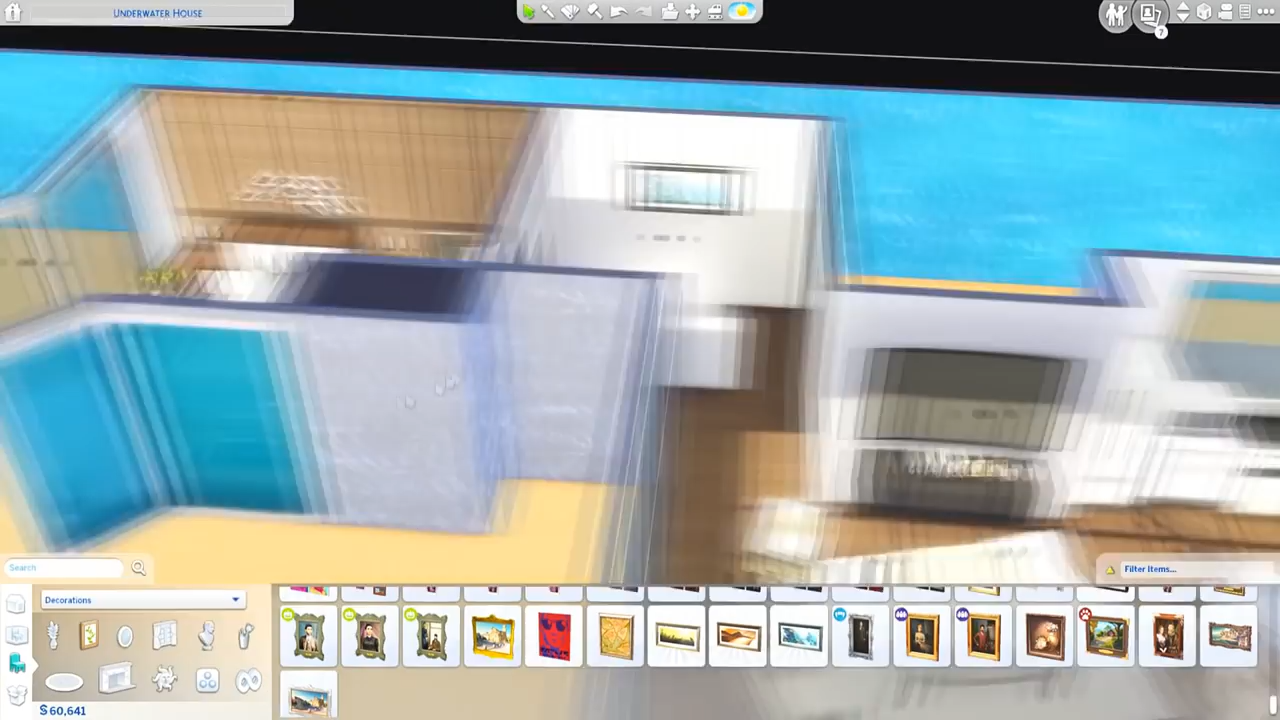 UNDERWATER HOUSE
?
Search
Filter Items...
Decorations
$60,641